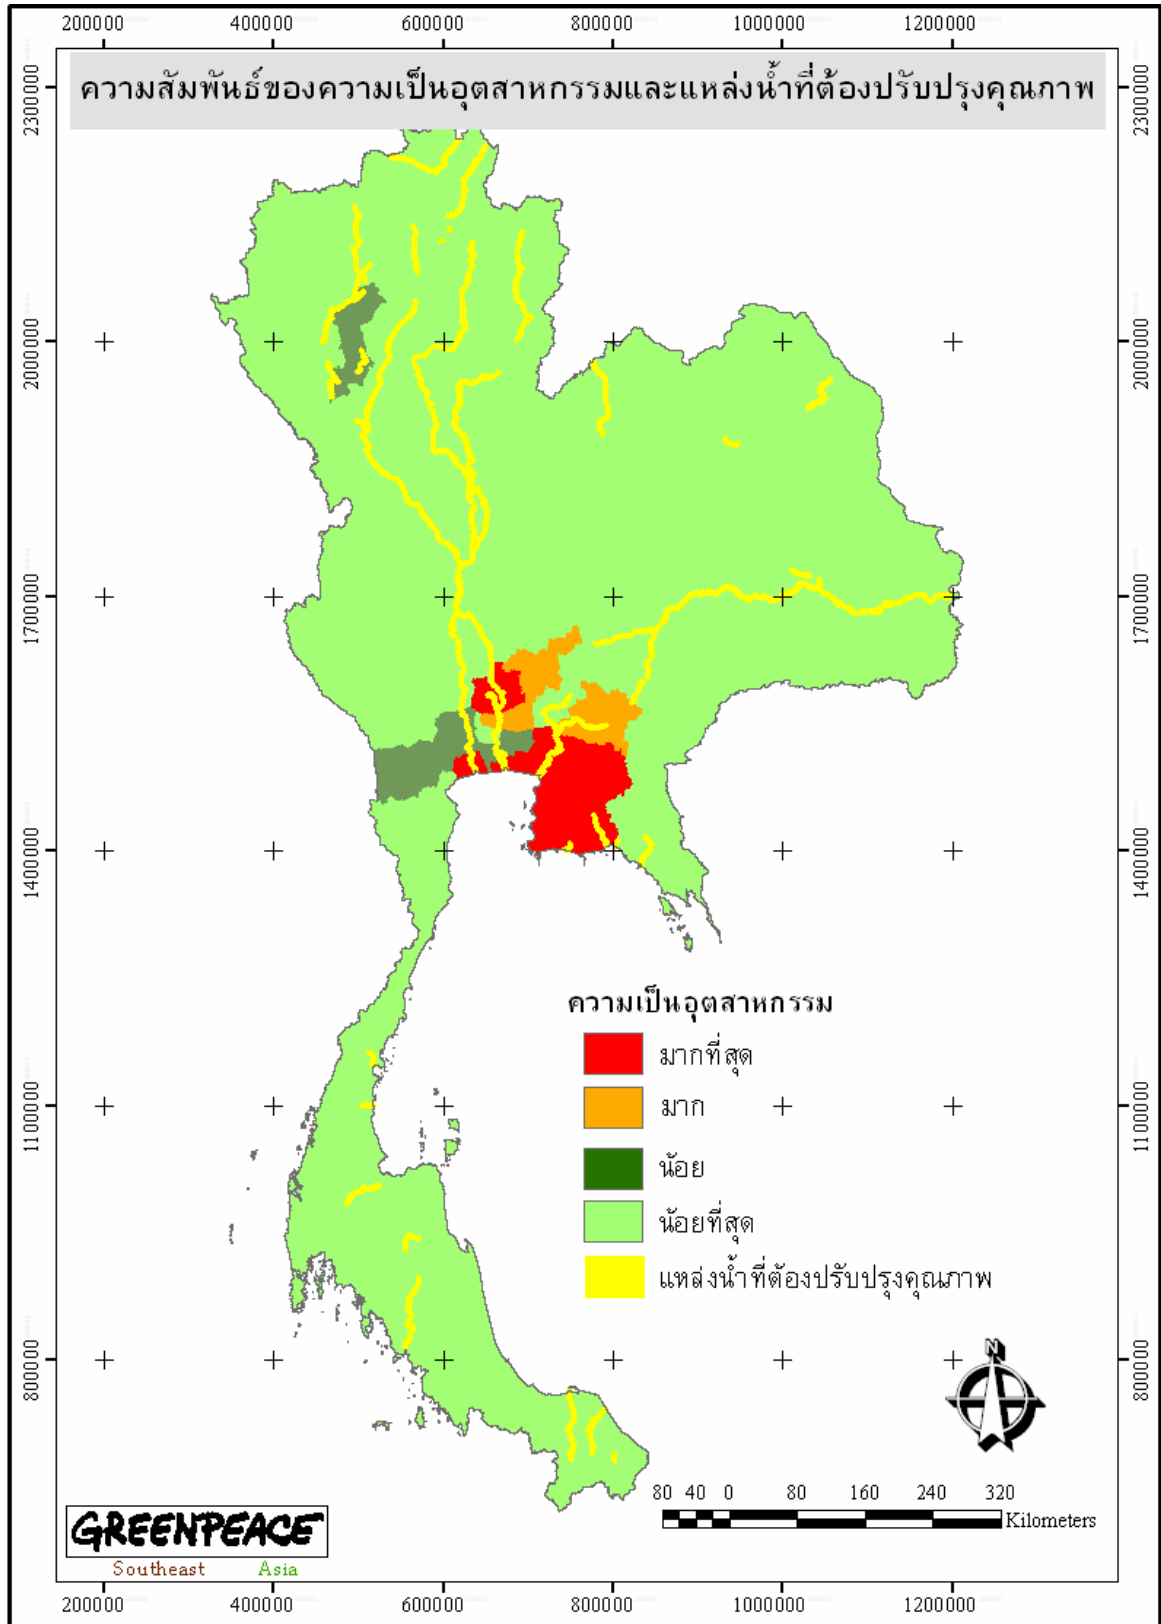 200000 400000 600000 800000 1000000 1200000
ความสัมพันธ์ของความเป็นอุตสาหกรรมและแหล่งน้ำที่ต้องปรับปรุงคุณภาพ
2300000 2300000
2000000 2000000
1700000 1700000
1400000 1400000
ความเป็นอุตสาหกรรม
มากที่สุด
1100000 มาก 1100000
น้อย
น้อยที่สุด
แหล่งน้ำที่ต้องปรับปรุงคุณภาพ
N
800000 800000
80 40 0 80 160 240 320
Kilometers
GREENPEACE
Southeast Asia
200000 400000 600000 800000 1000000 1200000